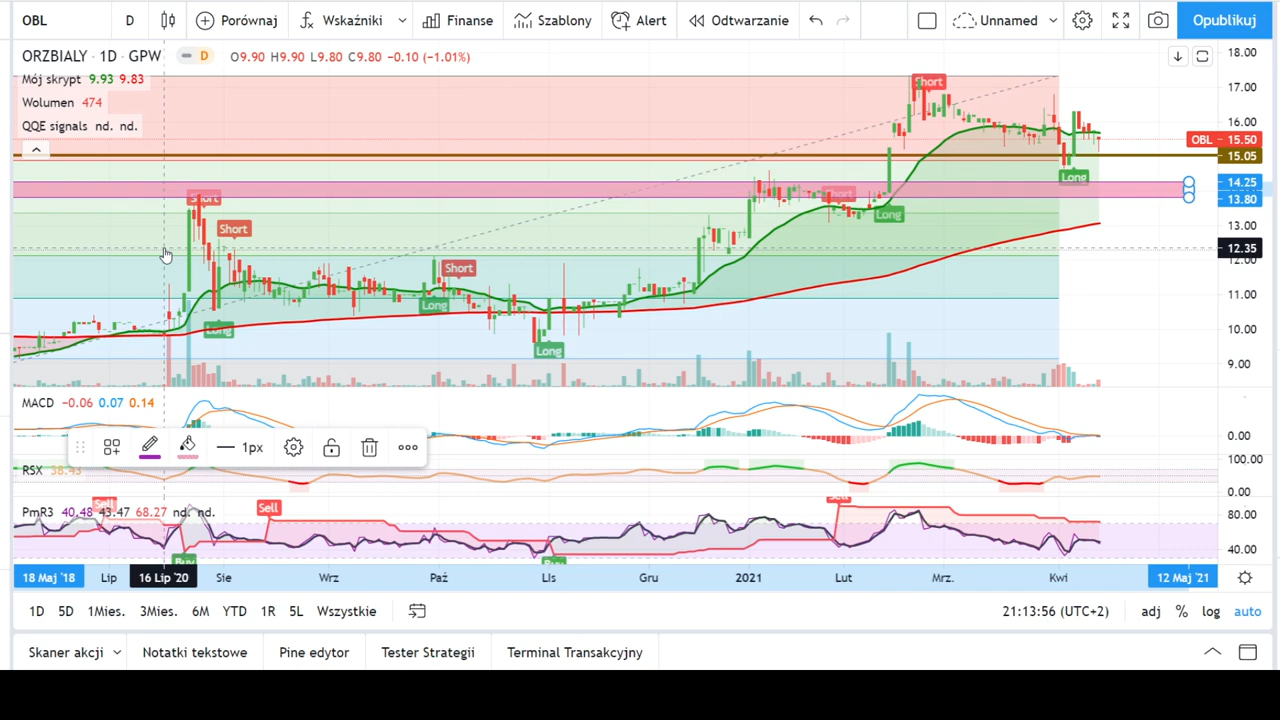 OBL D Porównaj Wskaźniki Finanse Szablony Alert Odtwarzanie Unnamed Opublikuj
ORZBIALY · 1D · GPW D O9.90 H9.90 L9.80 C9.80 −0.10 (−1.01%)
Mój skrypt 9.93 9.83
Wolumen 474
QQE signals nd. nd.
18.00
17.00
16.00
OBL 15.50
15.05
14.25
13.80
13.00
12.35
12.00
11.00
10.00
9.00
Short
Short
Short
Short
Short
Long
Long
Long
Long
Long
MACD −0.06 0.07 0.14
0.00
1px
RSX 38.43
100.00
0.00
PmR3 40.48 43.47 68.27 nd. nd.
Sell
Sell
Sell
Buy
Buy
80.00
40.00
18 Maj '18 Lip 16 Lip '20 Sie Wrz Paź LIs Gru 2021 Lut Mrz. Kwi 12 Maj '21
1D 5D 1Mies. 3Mies. 6M YTD 1R 5L Wszystkie 21:13:56 (UTC+2) adj % log auto
Skaner akcji Notatki tekstowe Pine edytor Tester Strategii Terminal Transakcyjny